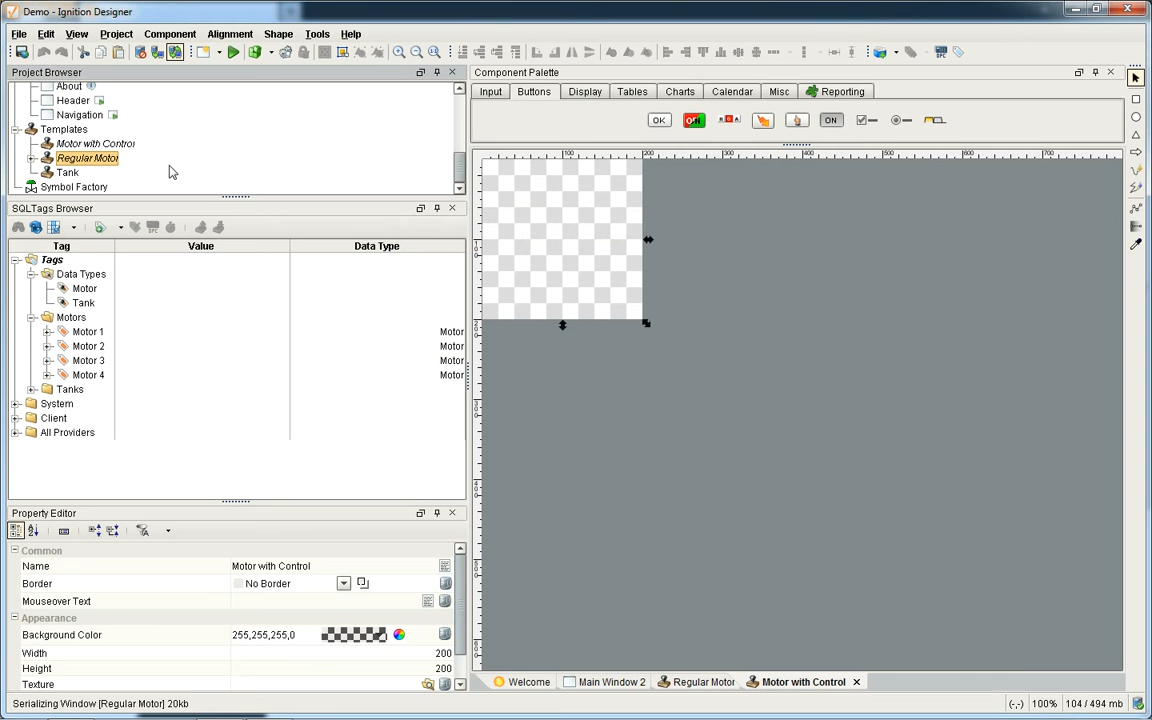 Demo - Ignition Designer
File Edit View Project Component Alignment Shape Tools Help
Project Browser
About
Header
Navigation
Templates
Motor with Control
Regular Motor
Tank
Symbol Factory
SQLTags Browser
Tag Value Data Type
Tags
Data Types
Motor
Tank
Motors
Motor 1 Motor
Motor 2 Motor
Motor 3 Motor
Motor 4 Motor
Tanks
System
Client
All Providers
Property Editor
Common
Name Motor with Control
Border No Border
Mouseover Text
Appearance
Background Color 255,255,255,0
Width 200
Height 200
Texture
Component Palette
Input Buttons Display Tables Charts Calendar Misc Reporting
OK ON ON
100 200 300 400 500 600 700
Welcome Main Window 2 Regular Motor Motor with Control
Serializing Window [Regular Motor] 20kb (-,-) 100% 104 / 494 mb